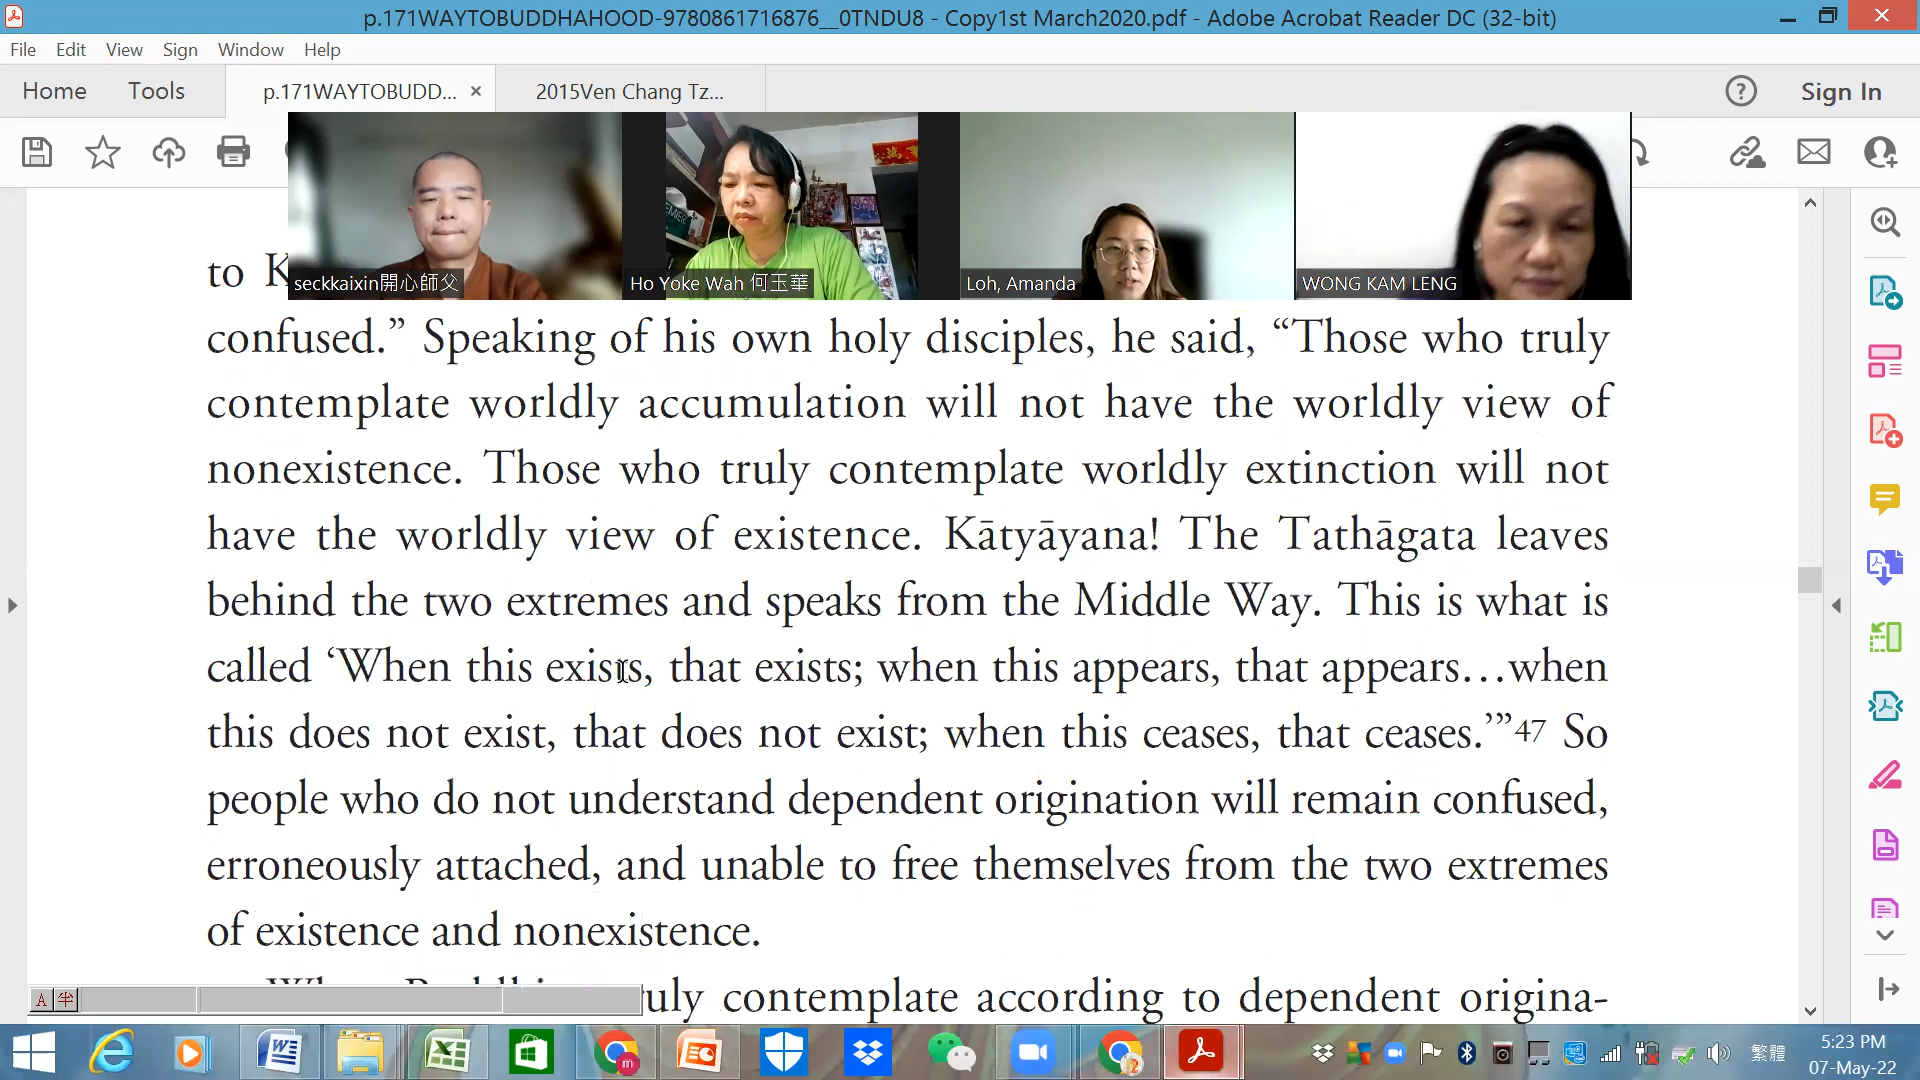 p.171WAYTOBUDDHAHOOD-9780861716876__0TNDU8 - Copy1st March2020.pdf - Adobe Acrobat Reader DC (32-bit)
File Edit View Sign Window Help
Home Tools p.171WAYTOBUDD... × 2015Ven Chang Tz... Sign In
萬事
seckkaixin開心師父 Ho Yoke Wah 何玉華 Loh, Amanda WONG KAM LENG
to K
confused.” Speaking of his own holy disciples, he said, “Those who truly
contemplate worldly accumulation will not have the worldly view of
nonexistence. Those who truly contemplate worldly extinction will not
have the worldly view of existence. Kātyāyana! The Tathāgata leaves
behind the two extremes and speaks from the Middle Way. This is what is
called ‘When this exists, that exists; when this appears, that appears…when
this does not exist, that does not exist; when this ceases, that ceases.’”47 So
people who do not understand dependent origination will remain confused,
erroneously attached, and unable to free themselves from the two extremes
of existence and nonexistence.
ruly contemplate according to dependent origina-
A 半
繁體
5:23 PM
07-May-22